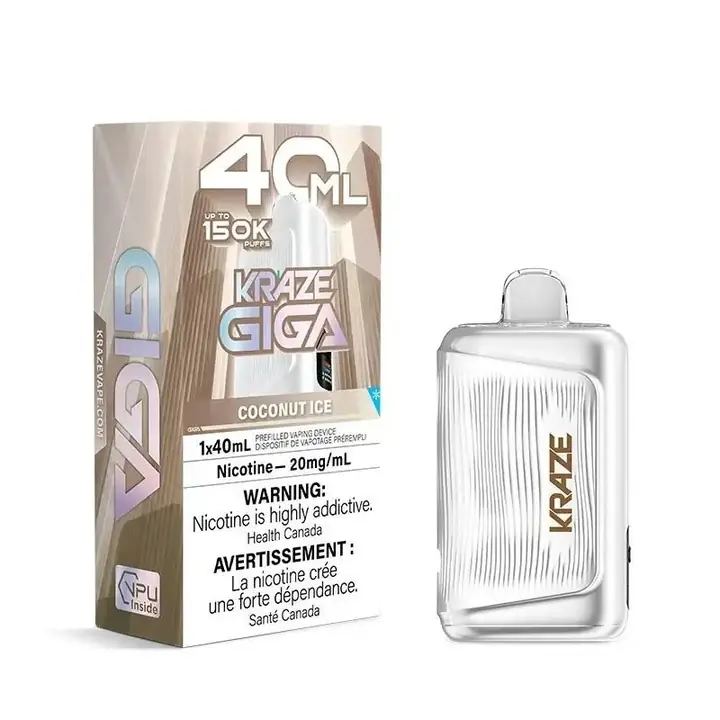 40ML
UP TO
150K
PUFFS
KRAZE
GIGA
COCONUT ICE
GIGA
1x40mL PREFILLED VAPING DEVICE
DISPOSITIF DE VAPOTAGE PRÉREMPLI
Nicotine — 20mg/mL
WARNING:
Nicotine is highly addictive.
Health Canada
AVERTISSEMENT :
La nicotine crée
une forte dépendance.
Santé Canada
GIGA
KRAZEVAPE.COM
VPU
Inside
KRAZE